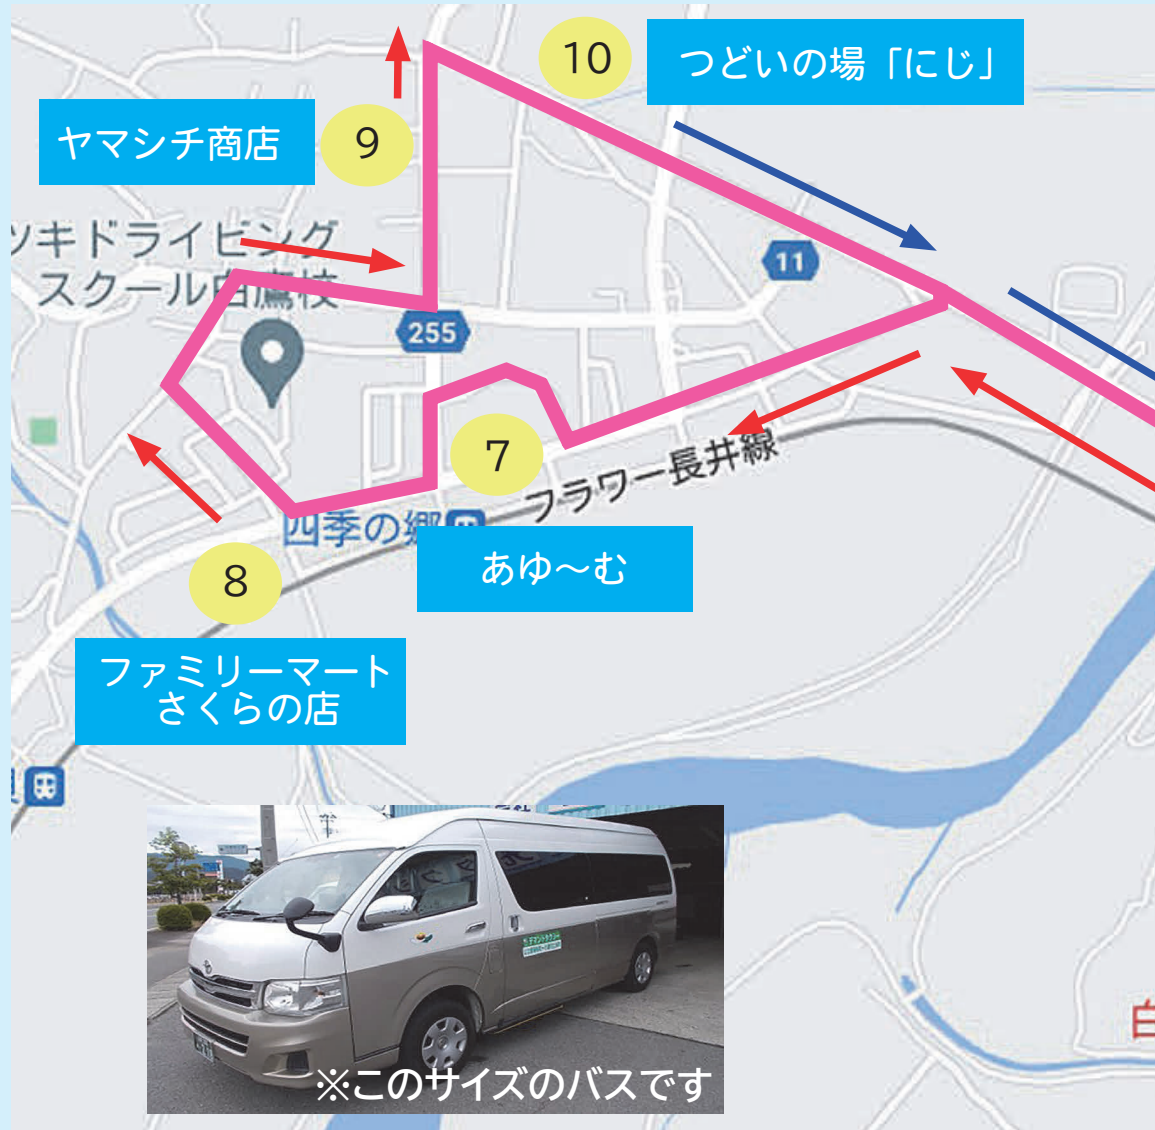 10
つどいの場「にじ」
ヤマシチ商店
9
ツキドライビング
スクール白鷹校
11
255
7
フラワー長井線
四季の郷
あゆ〜む
8
ファミリーマート
さくらの店
白
※このサイズのバスです